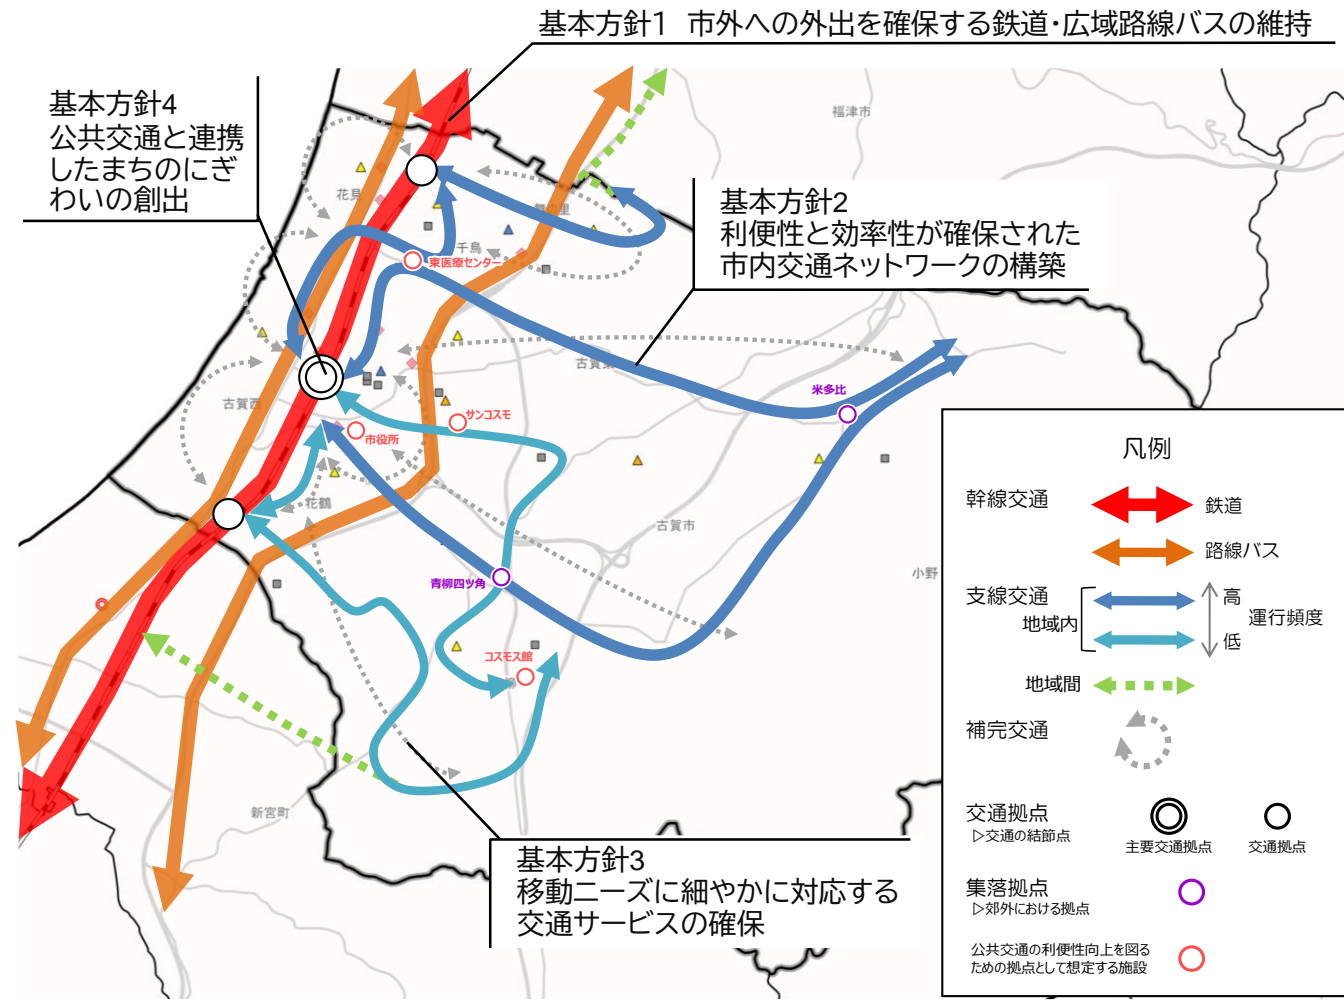 基本方針1 市外への外出を確保する鉄道・広域路線バスの維持
基本方針4
公共交通と連携
したまちのにぎ
わいの創出
福津市
基本方針2
利便性と効率性が確保された
市内交通ネットワークの構築
花見
千鳥
東医療センター
古賀東
米多比
古賀西
サンコスモ
市役所
花鶴
古賀市
小野
青柳四ツ角
コスモス館
新宮町
基本方針3
移動ニーズに細やかに対応する
交通サービスの確保
凡例
幹線交通
鉄道
路線バス
支線交通
地域内
高
運行頻度
低
地域間
補完交通
交通拠点
▷交通の結節点
主要交通拠点
交通拠点
集落拠点
▷郊外における拠点
公共交通の利便性向上を図る
ための拠点として想定する施設